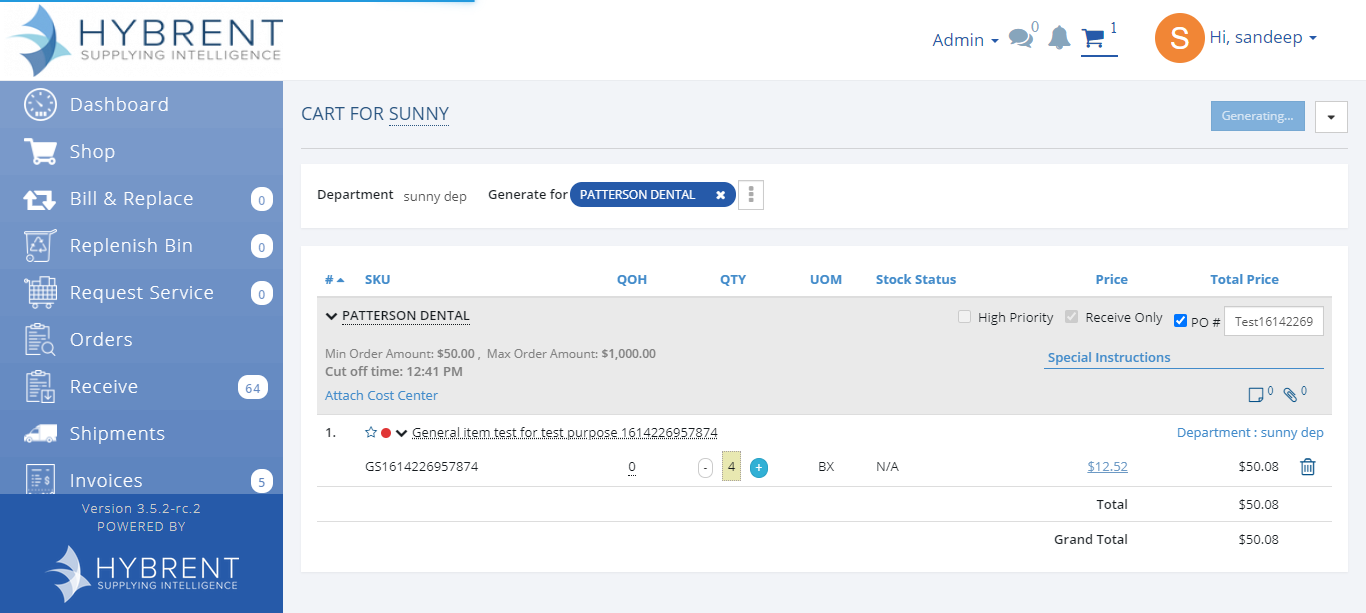 HYBRENT
SUPPLYING INTELLIGENCE
Admin
0
1
S
Hi, sandeep
Dashboard
Shop
Bill & Replace 0
Replenish Bin 0
Request Service 0
Orders
Receive 64
Shipments
Invoices 5
Version 3.5.2-rc.2
POWERED BY
HYBRENT
SUPPLYING INTELLIGENCE
CART FOR SUNNY
Generating...
Department sunny dep Generate for PATTERSON DENTAL
# SKU QOH QTY UOM Stock Status Price Total Price
PATTERSON DENTAL
High Priority Receive Only PO # Test16142269
Min Order Amount: $50.00 , Max Order Amount: $1,000.00
Special Instructions
Cut off time: 12:41 PM
Attach Cost Center
0 0
1. General item test for test purpose 1614226957874 Department : sunny dep
GS1614226957874 0 - 4 + BX N/A $12.52 $50.08
Total $50.08
Grand Total $50.08